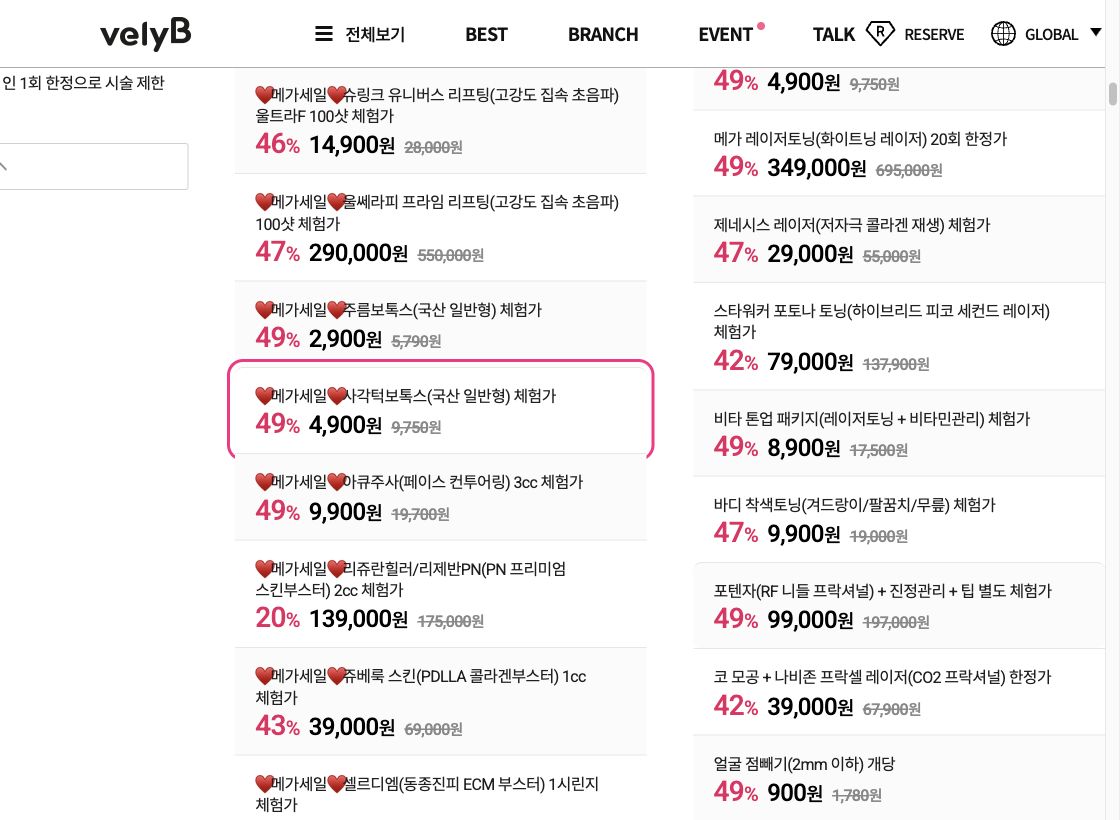 velyB
전체보기
BEST
BRANCH
EVENT
TALK
RESERVE
GLOBAL
인 1회 한정으로 시술 제한
❤메가세일❤슈링크 유니버스 리프팅(고강도 집속 초음파)
울트라F 100샷 체험가
46% 14,900원 28,000원
❤메가세일❤울쎄라피 프라임 리프팅(고강도 집속 초음파)
100샷 체험가
47% 290,000원 550,000원
❤메가세일❤주름보톡스(국산 일반형) 체험가
49% 2,900원 5,790원
❤메가세일❤사각턱보톡스(국산 일반형) 체험가
49% 4,900원 9,750원
❤메가세일❤아큐주사(페이스 컨투어링) 3cc 체험가
49% 9,900원 19,700원
❤메가세일❤리쥬란힐러/리제반PN(PN 프리미엄
스킨부스터) 2cc 체험가
20% 139,000원 175,000원
❤메가세일❤쥬베룩 스킨(PDLLA 콜라겐부스터) 1cc
체험가
43% 39,000원 69,000원
❤메가세일❤셀르디엠(동종진피 ECM 부스터) 1시린지
체험가
49% 4,900원 9,750원
메가 레이저토닝(화이트닝 레이저) 20회 한정가
49% 349,000원 695,000원
제네시스 레이저(저자극 콜라겐 재생) 체험가
47% 29,000원 55,000원
스타워커 포토나 토닝(하이브리드 피코 세컨드 레이저)
체험가
42% 79,000원 137,900원
비타 톤업 패키지(레이저토닝 + 비타민관리) 체험가
49% 8,900원 17,500원
바디 착색토닝(겨드랑이/팔꿈치/무릎) 체험가
47% 9,900원 19,000원
포텐자(RF 니들 프락셔널) + 진정관리 + 팁 별도 체험가
49% 99,000원 197,000원
코 모공 + 나비존 프락셀 레이저(CO2 프락셔널) 한정가
42% 39,000원 67,900원
얼굴 점빼기(2mm 이하) 개당
49% 900원 1,780원